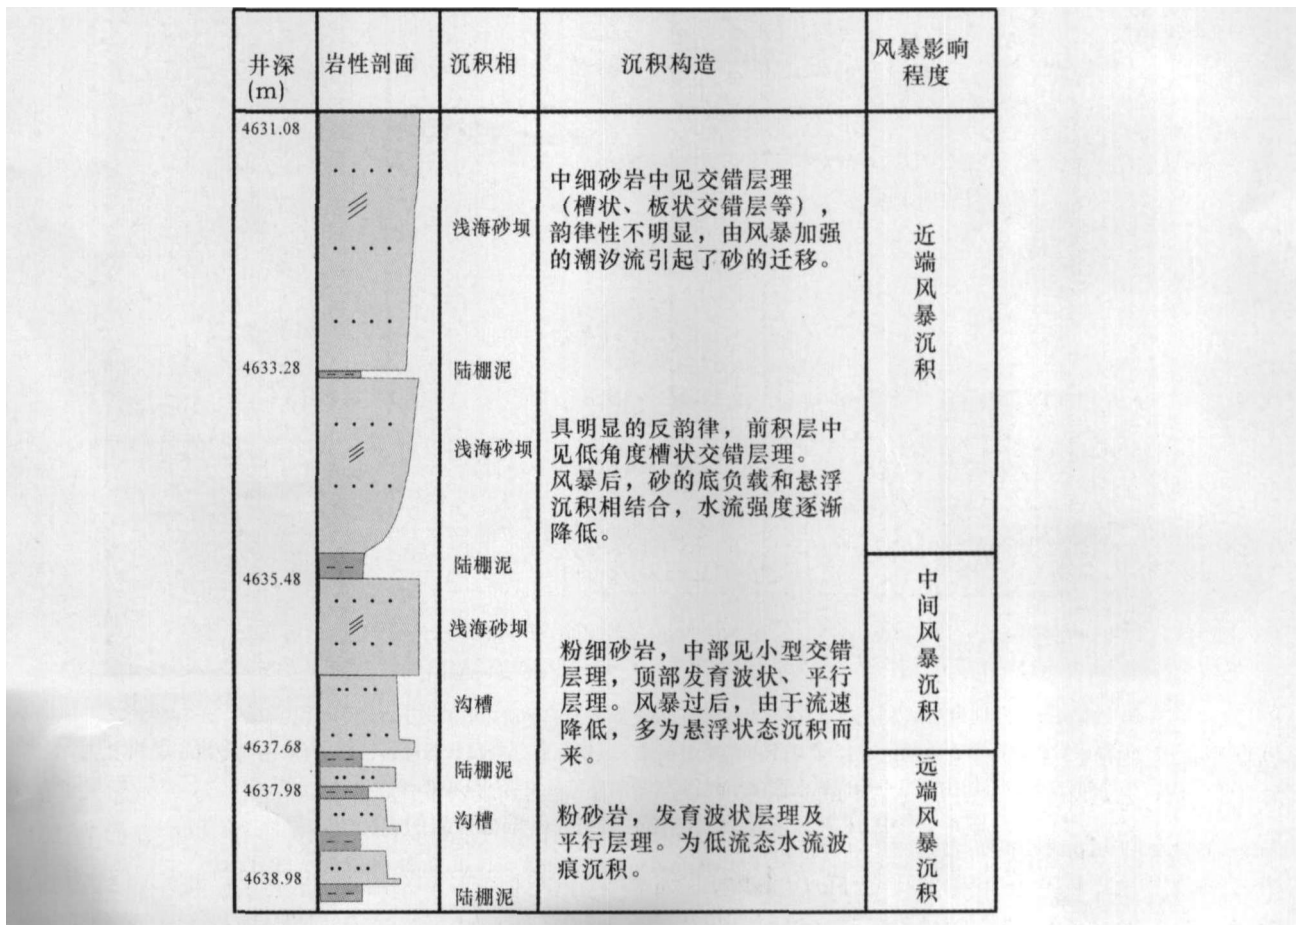 井深
(m)
岩性剖面
沉积相
沉积构造
风暴影响
程度
4631.08
4633.28
4635.48
4637.68
4637.98
4638.98
浅海砂坝
陆棚泥
浅海砂坝
陆棚泥
浅海砂坝
沟槽
陆棚泥
沟槽
陆棚泥
中细砂岩中见交错层理
（槽状、板状交错层等），
韵律性不明显，由风暴加强
的潮汐流引起了砂的迁移。
具明显的反韵律，前积层中
见低角度槽状交错层理。
风暴后，砂的底负载和悬浮
沉积相结合，水流强度逐渐
降低。
粉细砂岩，中部见小型交错
层理，顶部发育波状、平行
层理。风暴过后，由于流速
降低，多为悬浮状态沉积而
来。
粉砂岩，发育波状层理及
平行层理。为低流态水流波
痕沉积。
近端风暴沉积
中间风暴沉积
远端风暴沉积